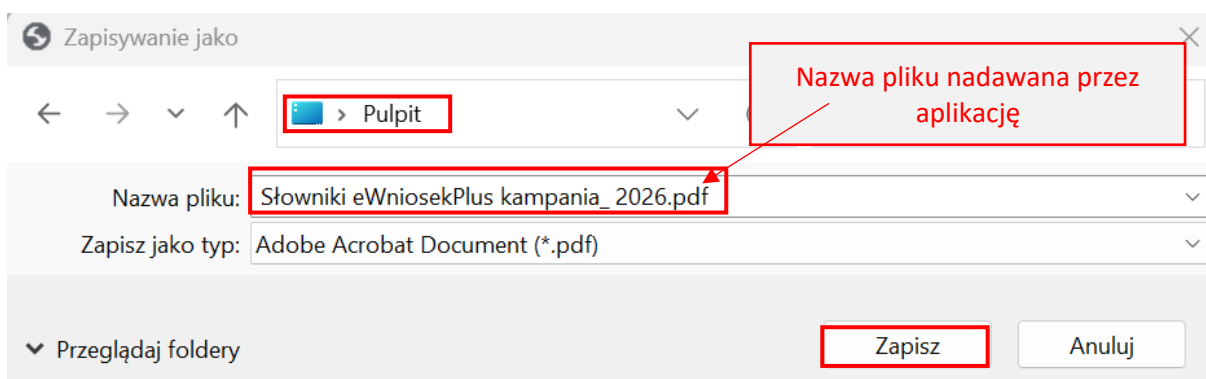 Zapisywanie jako
Nazwa pliku nadawana przez
aplikację
Pulpit
Nazwa pliku: Słowniki eWniosekPlus kampania_ 2026.pdf
Zapisz jako typ: Adobe Acrobat Document (*.pdf)
Przeglądaj foldery
Zapisz
Anuluj